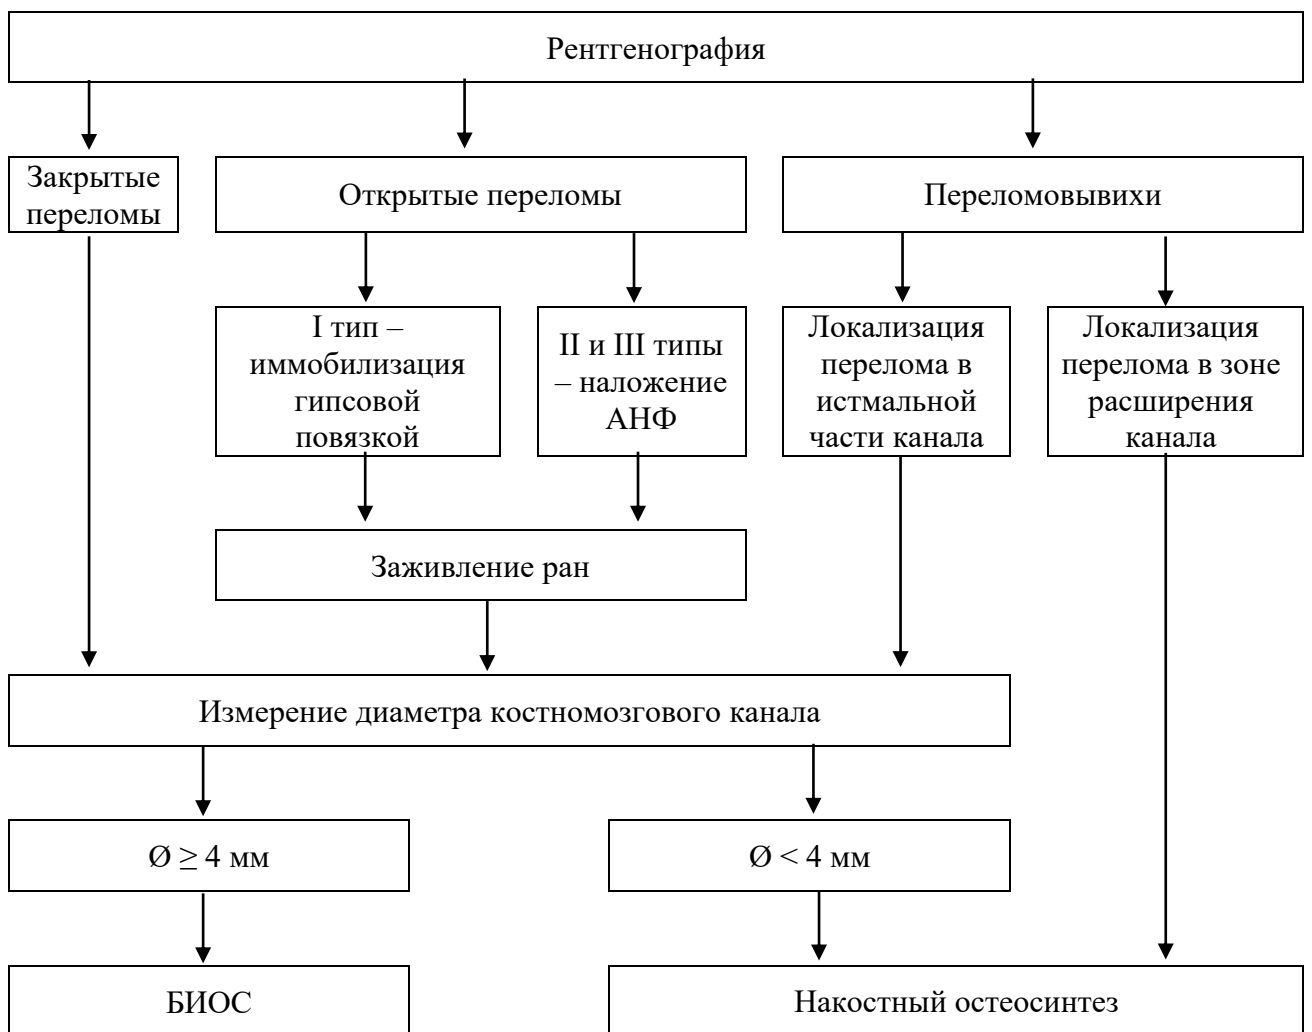 Рентгенография
Закрытые
переломы
Открытые переломы
Переломовывихи
I тип –
иммобилизация
гипсовой
повязкой
II и III типы
– наложение
АНФ
Локализация
перелома в
истмальной
части канала
Локализация
перелома в зоне
расширения
канала
Заживление ран
Измерение диаметра костномозгового канала
Ø ≥ 4 мм
Ø < 4 мм
БИОС
Накостный остеосинтез